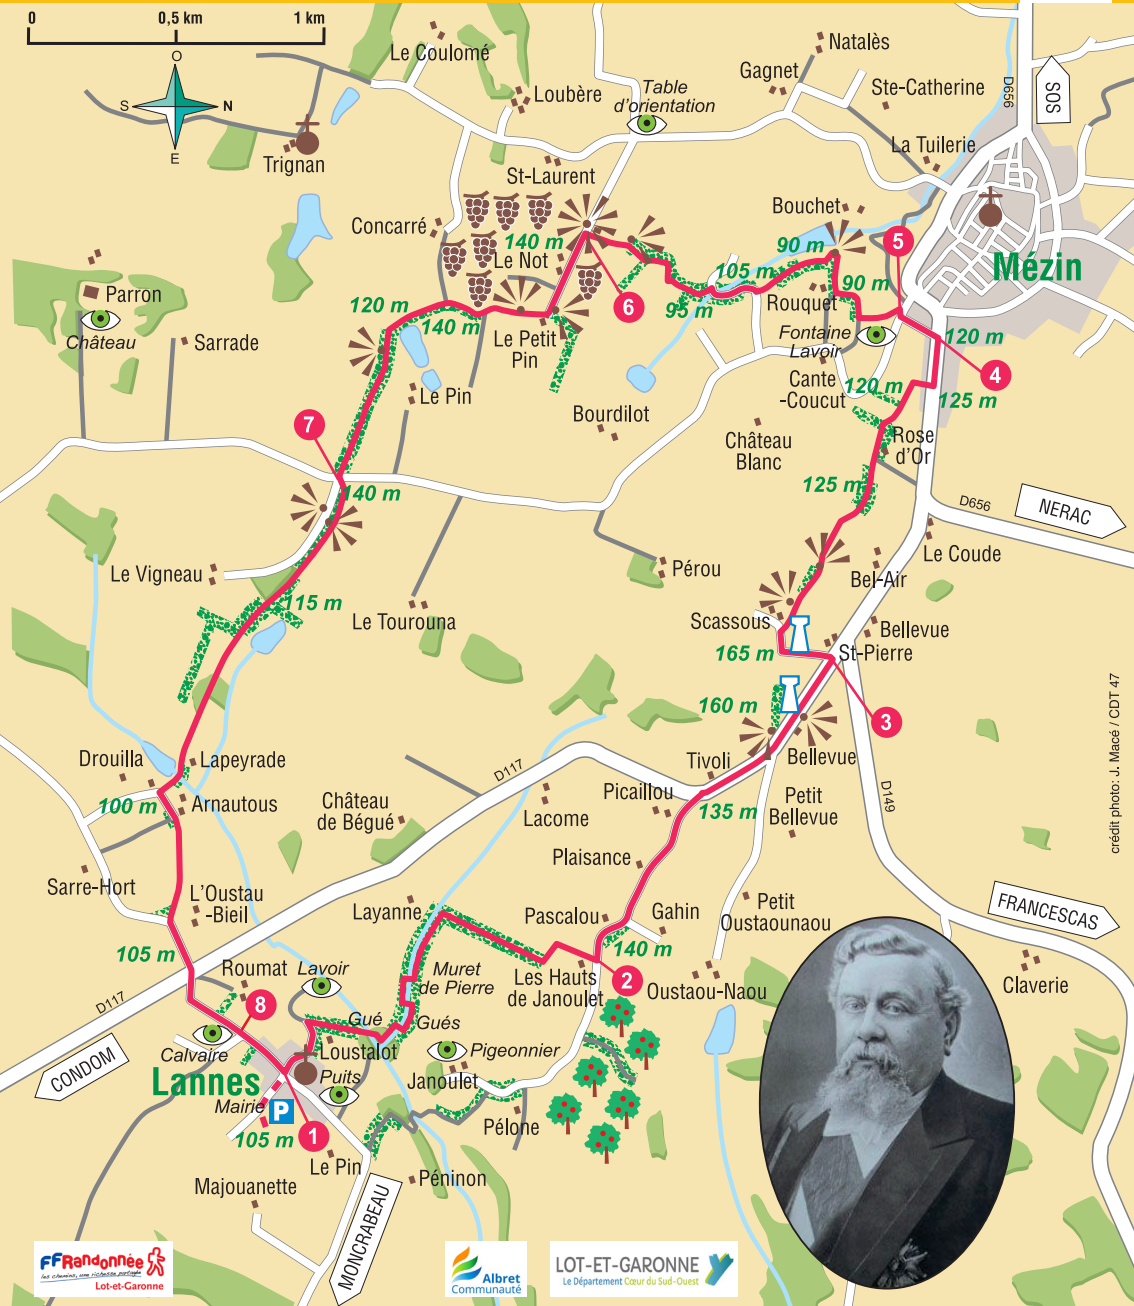 0
0,5 km
1 km
O
S
N
E
Le Coulomé
Natalès
Gagnet
Ste-Catherine
D656
SOS
Loubère
Table
d'orientation
La Tuilerie
Trignan
St-Laurent
Concarré
Bouchet
140 m
90 m
5
Mézin
Le Not
105 m
90 m
Parron
120 m
6
95 m
Rouquet
Château
Sarrade
140 m
Le Petit
Pin
Fontaine
Lavoir
120 m
4
Le Pin
Cante
-Coucut
120 m
125 m
Bourdilot
7
Château
Blanc
Rose
d'Or
140 m
125 m
D656
NERAC
Le Coude
Le Vigneau
Pérou
Bel-Air
115 m
Le Tourouna
Scassous
Bellevue
165 m
St-Pierre
160 m
3
Drouilla
Lapeyrade
D117
Tivoli
Bellevue
100 m
Arnautous
Château
de Bégué
Picaillou
Lacome
135 m
Petit
Bellevue
D149
crédit photo: J. Macé / CDT 47
Plaisance
Sarre-Hort
L'Oustau
-Bieil
Layanne
Pascalou
Gahin
Petit
Oustaounaou
FRANCESCAS
105 m
140 m
Roumat
Lavoir
Muret
de Pierre
Les Hauts
de Janoulet
2
Oustaou-Naou
Claverie
D117
8
Gué
Gués
CONDOM
Calvaire
Loustalot
Pigeonnier
Lannes
Puits
Janoulet
Mairie
P
105 m
1
Pélone
Le Pin
Péninon
Majouanette
MONCRABEAU
FFRandonnée
les chemins, une richesse partagée
Lot-et-Garonne
Albret
Communauté
LOT-ET-GARONNE
Le Département Cœur du Sud-Ouest